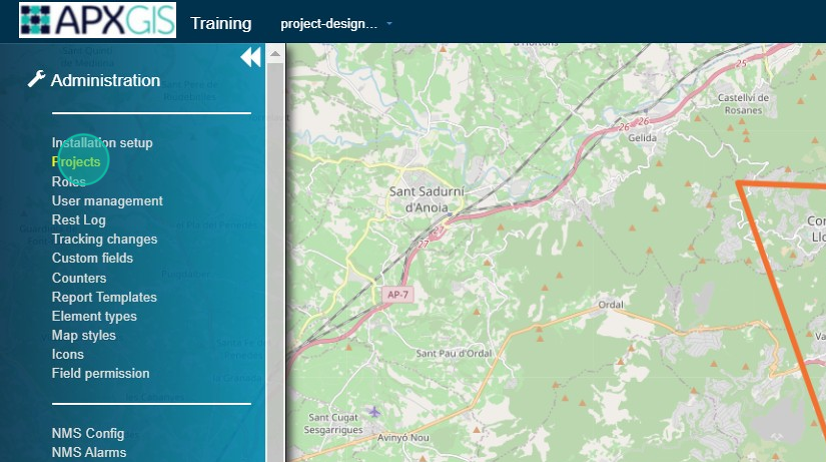 APXGIS
Training
project-design...
Administration
Installation setup
Projects
Roles
User management
Rest Log
Tracking changes
Custom fields
Counters
Report Templates
Element types
Map styles
Icons
Field permission
NMS Config
NMS Alarms
25
Castellví de
Rosanes
26
26
Gelida
Sant Sadurní
d'Anoia
27
27
AP-7
Ordal
Sant Pau d'Ordal
Sant Cugat
Sesgarrigues
Avinyó Nou